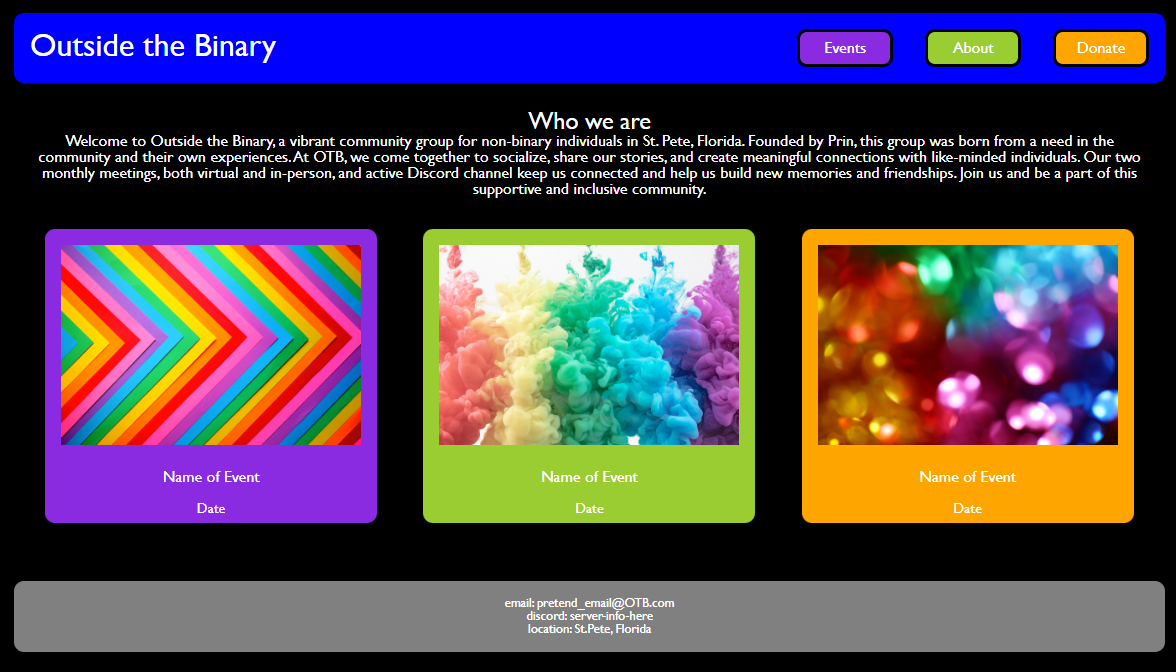 Outside the Binary
Events
About
Donate
Who we are
Welcome to Outside the Binary, a vibrant community group for non-binary individuals in St. Pete, Florida. Founded by Prin, this group was born from a need in the
community and their own experiences. At OTB, we come together to socialize, share our stories, and create meaningful connections with like-minded individuals. Our two
monthly meetings, both virtual and in-person, and active Discord channel keep us connected and help us build new memories and friendships. Join us and be a part of this
supportive and inclusive community.
Name of Event
Date
Name of Event
Date
Name of Event
Date
email: pretend_email@OTB.com
discord: server-info-here
location: St.Pete, Florida